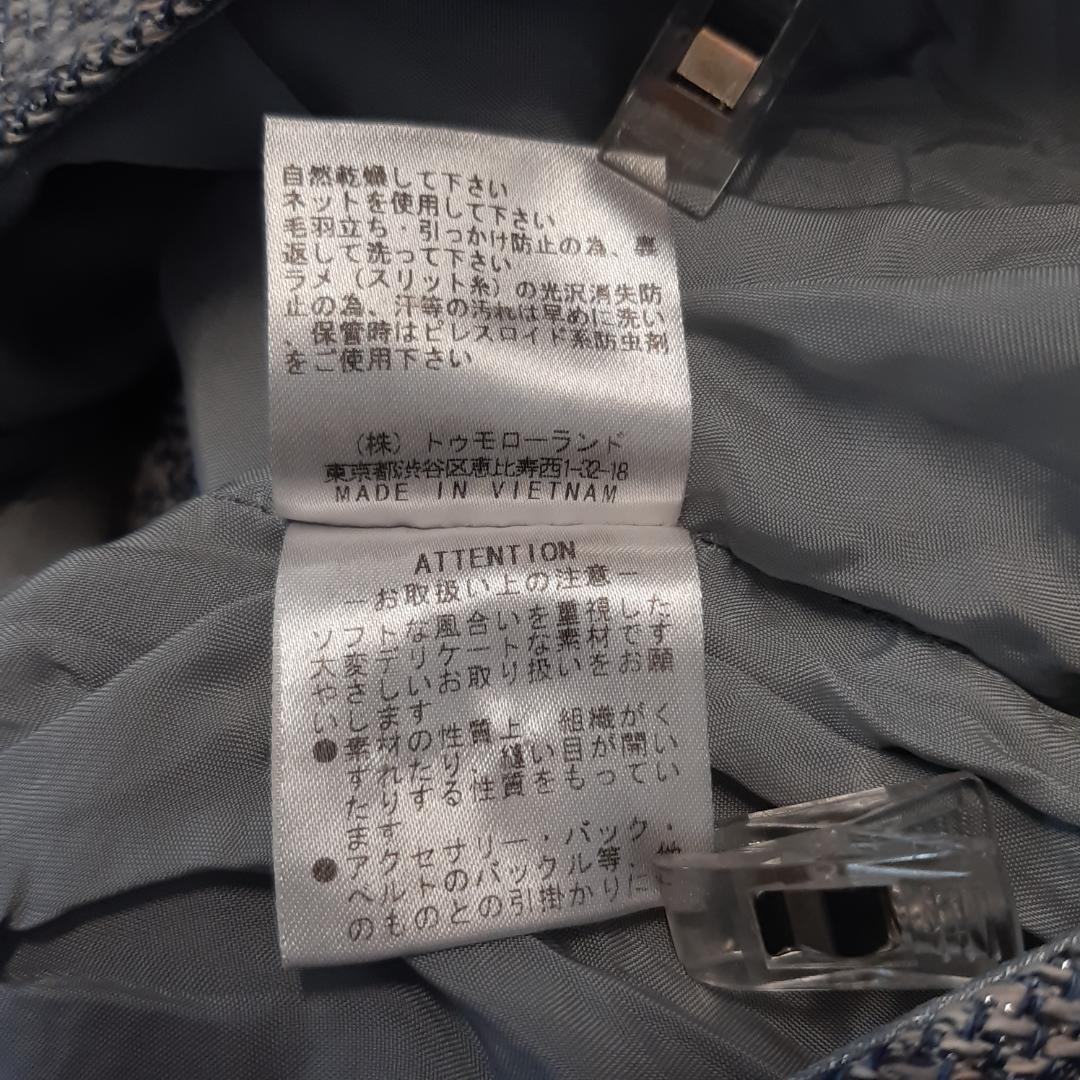 自然乾燥して下さい
ネットを使用して下さい
毛羽立ち・引っかけ防止の為、裏
返して洗って下さい
ラメ（スリット糸）の光沢消失防
止の為、汗等の汚れは早めに洗い
、保管時はピレスロイド系防虫剤
をご使用下さい
（株）トゥモローランド
東京都渋谷区恵比寿西1-32-18
MADE IN VIETNAM
ATTENTION
－お取扱い上の注意－
ソフトな風合いを重視した
大変デリケートな素材です
やさしいお取り扱いをお願
いします
●素材の性質上、組織がく
ずれたり縫い目が開い
たりする性質をもってい
ます
●アクセサリー・バック・
ベルトのバックル等、他
のものとの引掛かりに